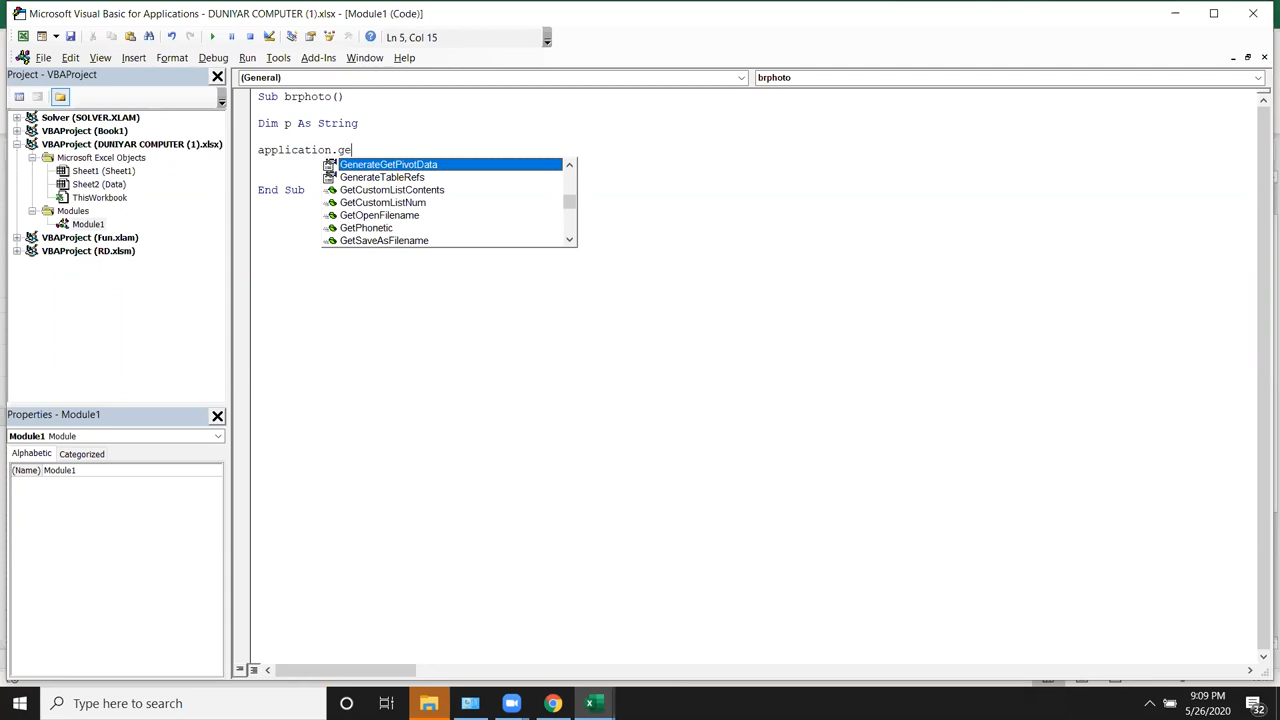 Microsoft Visual Basic for Applications - DUNIYAR COMPUTER (1).xlsx - [Module1 (Code)]
Ln 5, Col 15
File Edit View Insert Format Debug Run Tools Add-Ins Window Help
Project - VBAProject
(General)
brphoto
Solver (SOLVER.XLAM)
VBAProject (Book1)
VBAProject (DUNIYAR COMPUTER (1).xlsx)
Microsoft Excel Objects
Sheet1 (Sheet1)
Sheet2 (Data)
ThisWorkbook
Modules
Module1
VBAProject (Fun.xlam)
VBAProject (RD.xlsm)
Sub brphoto()
Dim p As String
application.ge
GenerateGetPivotData
GenerateTableRefs
GetCustomListContents
GetCustomListNum
GetOpenFilename
GetPhonetic
GetSaveAsFilename
End Sub
Properties - Module1
Module1 Module
Alphabetic Categorized
(Name) Module1
Type here to search
9:09 PM
5/26/2020
32